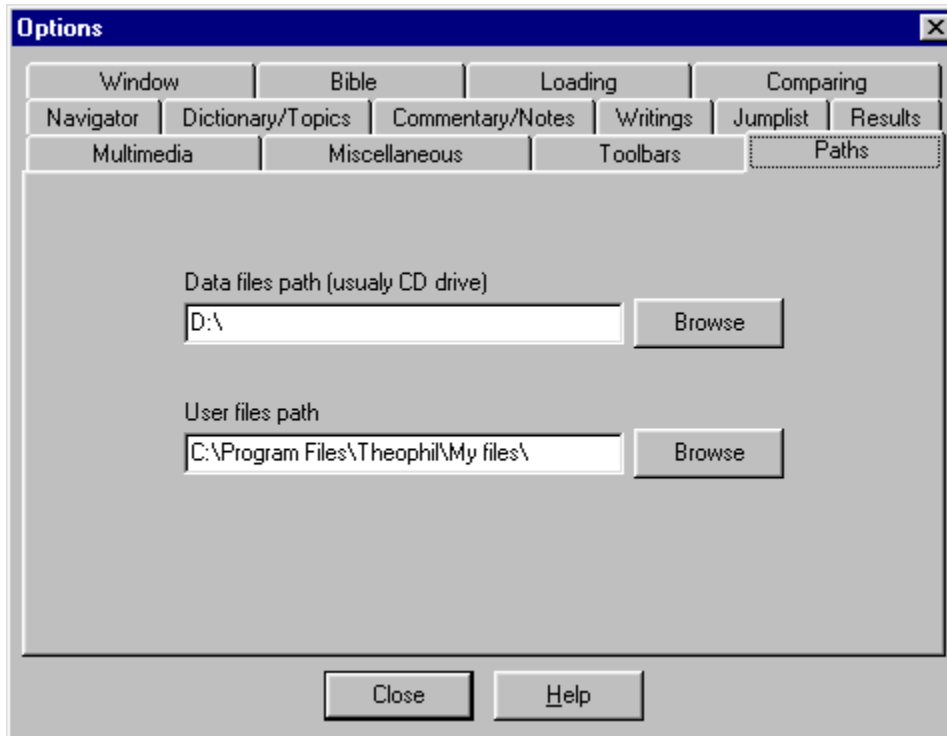 Options
Window Bible Loading Comparing
Navigator Dictionary/Topics Commentary/Notes Writings Jumplist Results
Multimedia Miscellaneous Toolbars Paths
Data files path (usualy CD drive)
D:\ Browse
User files path
C:\Program Files\Theophil\My files\ Browse
Close Help